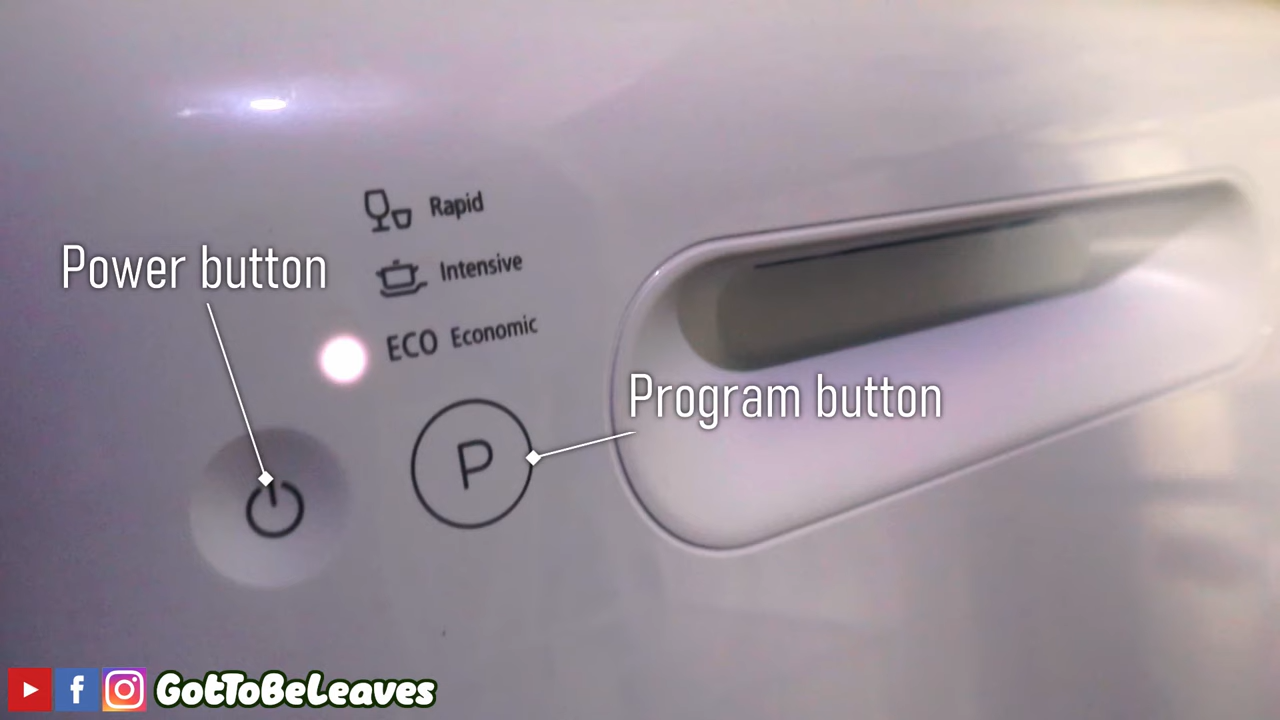 Rapid
Intensive
Power button
ECO Economic
Program button
P
GotToBeLeaves